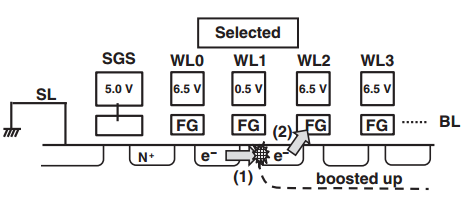 Selected
SGS WL0 WL1 WL2 WL3
5.0 V 6.5 V 0.5 V 6.5 V 6.5 V
SL
FG FG FG FG ...... BL
(2)
N+ e− e−
(1)
boosted up